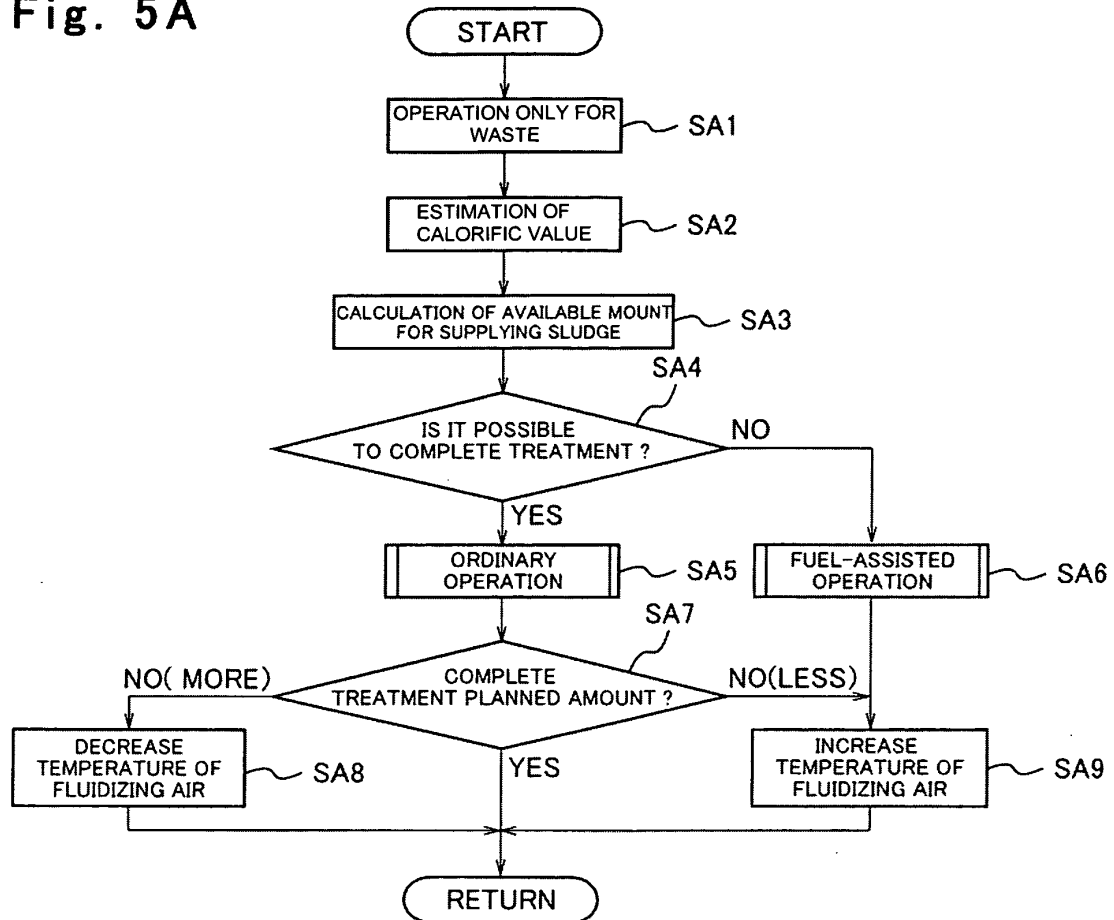 Fig. 5A
START
OPERATION ONLY FOR
WASTE
SA1
ESTIMATION OF
CALORIFIC VALUE
SA2
CALCULATION OF AVAILABLE MOUNT
FOR SUPPLYING SLUDGE
SA3
SA4
IS IT POSSIBLE
TO COMPLETE TREATMENT ?
NO
YES
ORDINARY
OPERATION
SA5
FUEL-ASSISTED
OPERATION
SA6
SA7
NO( MORE)
COMPLETE
TREATMENT PLANNED AMOUNT ?
NO(LESS)
DECREASE
TEMPERATURE OF
FLUIDIZING AIR
SA8
YES
INCREASE
TEMPERATURE OF
FLUIDIZING AIR
SA9
RETURN